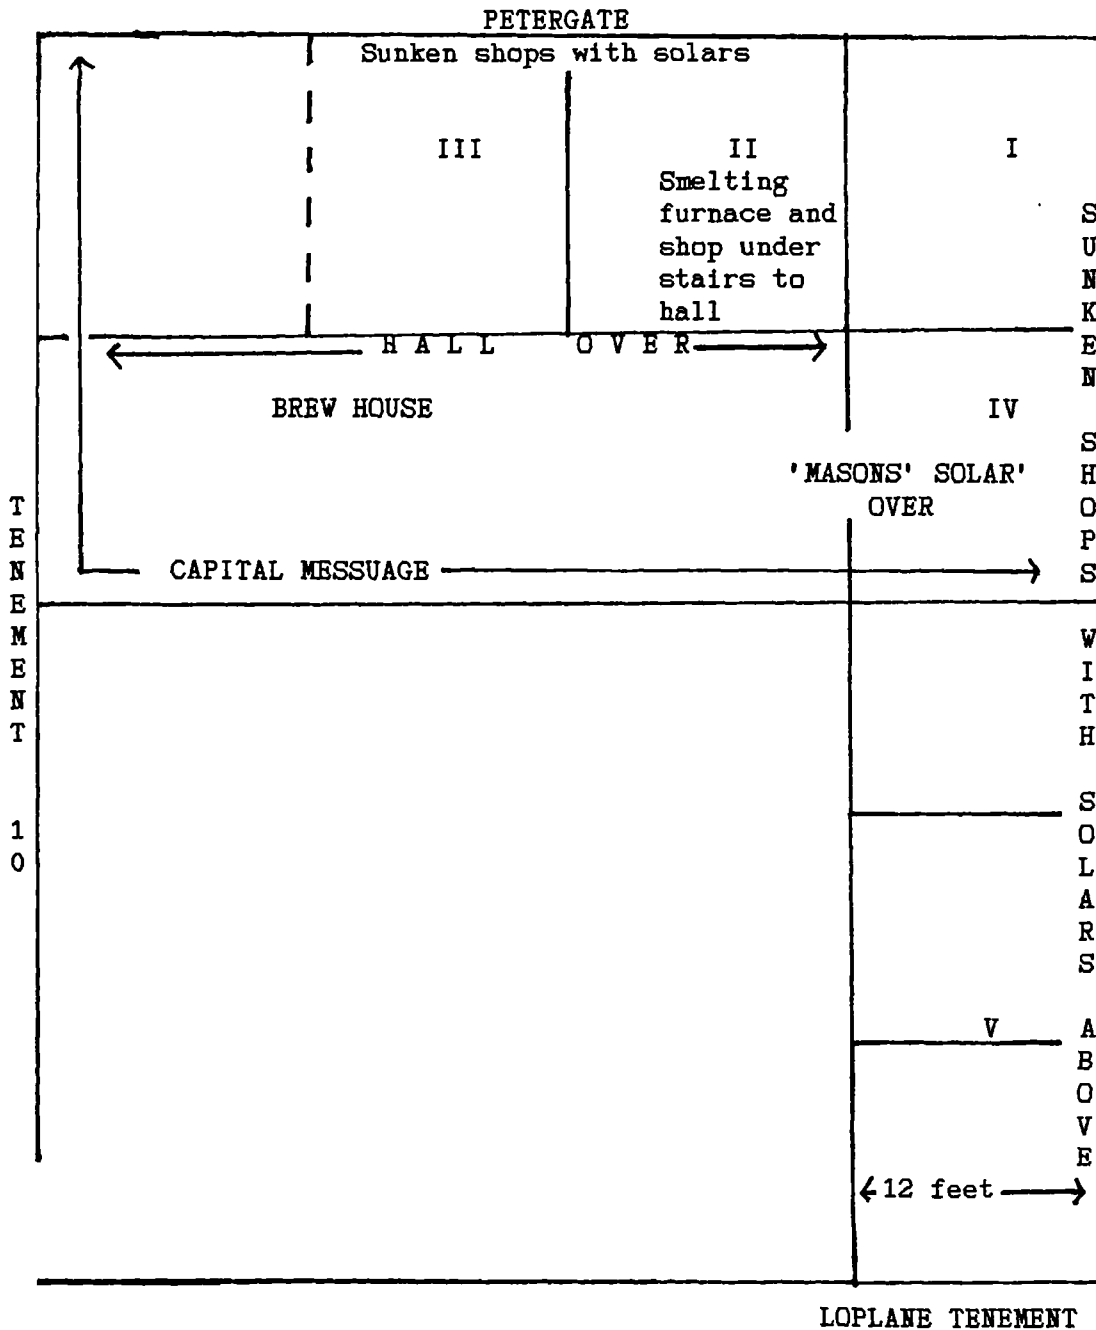 PETERGATE
Sunken shops with solars
III
II
I
Smelting
furnace and
shop under
stairs to
hall
HALL OVER
BREW HOUSE
IV
'MASONS' SOLAR'
OVER
CAPITAL MESSUAGE
TENEMENT 10
SUNKEN SHOPS WITH SOLARS ABOVE
V
12 feet
LOPLANE TENEMENT